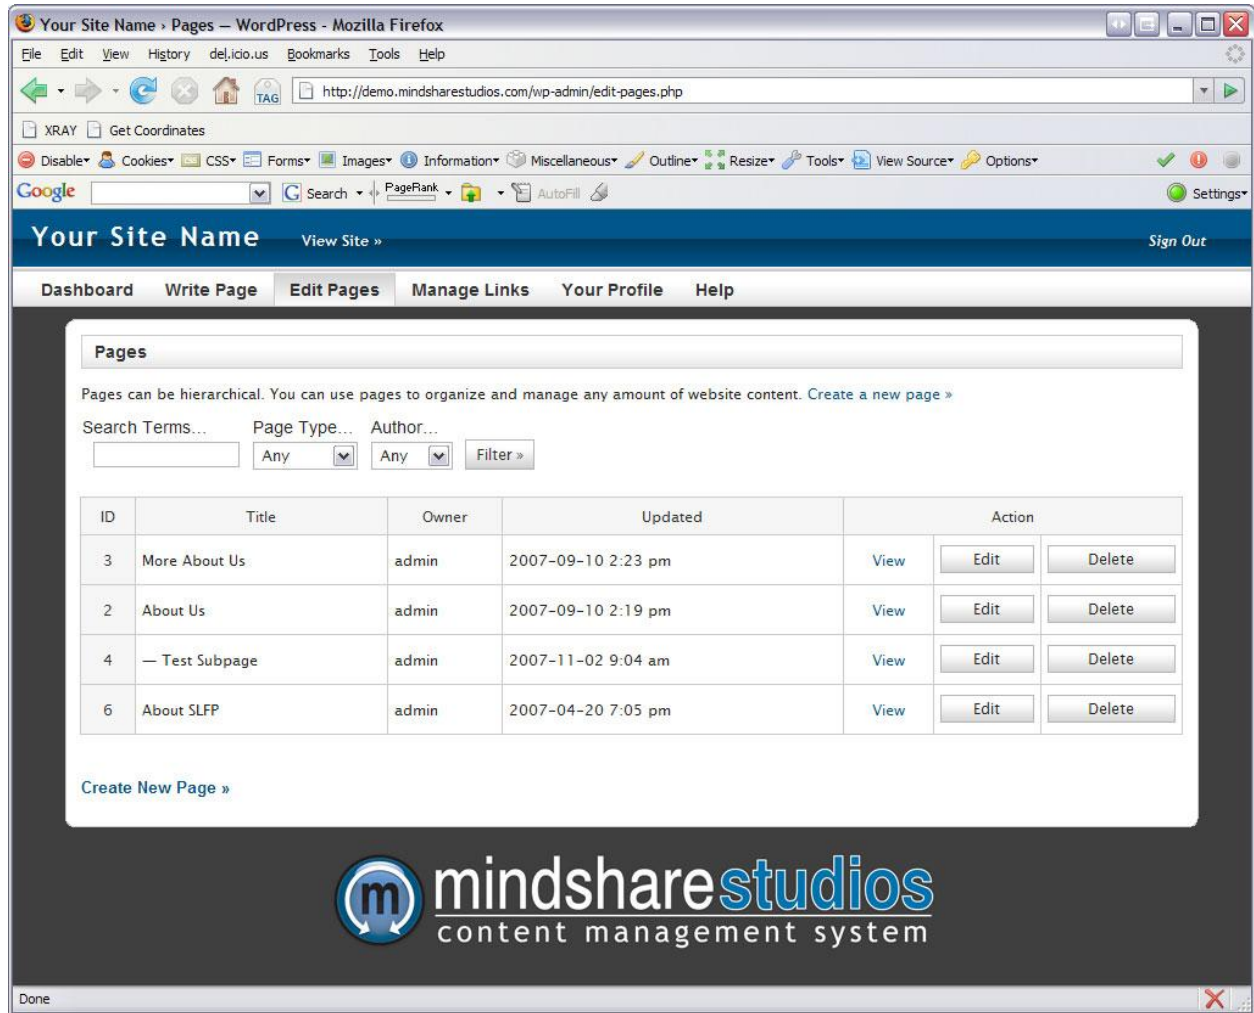 Your Site Name › Pages — WordPress - Mozilla Firefox
File Edit View History del.icio.us Bookmarks Tools Help
TAG http://demo.mindsharestudios.com/wp-admin/edit-pages.php
XRAY Get Coordinates
Disable Cookies CSS Forms Images Information Miscellaneous Outline Resize Tools View Source Options
Google G Search PageRank AutoFill Settings
Your Site Name View Site » Sign Out
Dashboard Write Page Edit Pages Manage Links Your Profile Help
Pages
Pages can be hierarchical. You can use pages to organize and manage any amount of website content. Create a new page »
Search Terms... Page Type... Author...
Any Any Filter »
ID Title Owner Updated Action
3 More About Us admin 2007-09-10 2:23 pm View Edit Delete
2 About Us admin 2007-09-10 2:19 pm View Edit Delete
4 — Test Subpage admin 2007-11-02 9:04 am View Edit Delete
6 About SLFP admin 2007-04-20 7:05 pm View Edit Delete
Create New Page »
m mindsharestudios
content management system
Done